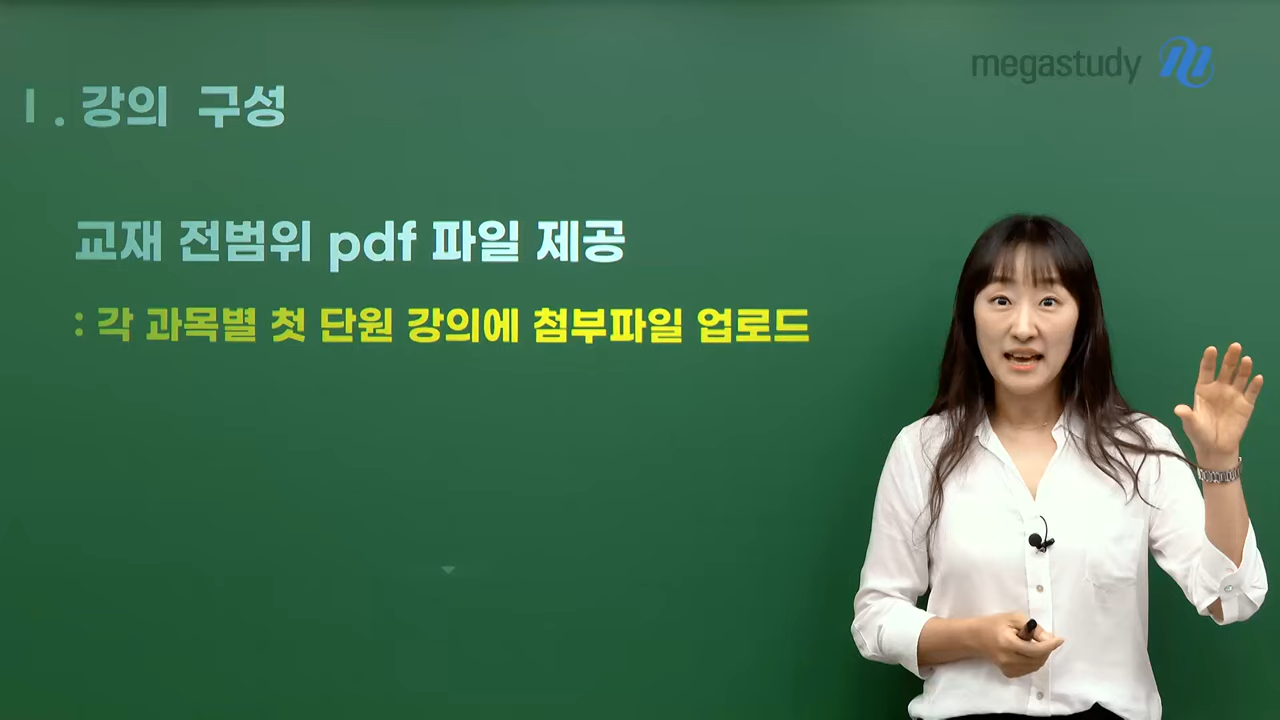 megastudy
I. 강의 구성
교재 전범위 pdf 파일 제공
: 각 과목별 첫 단원 강의에 첨부파일 업로드